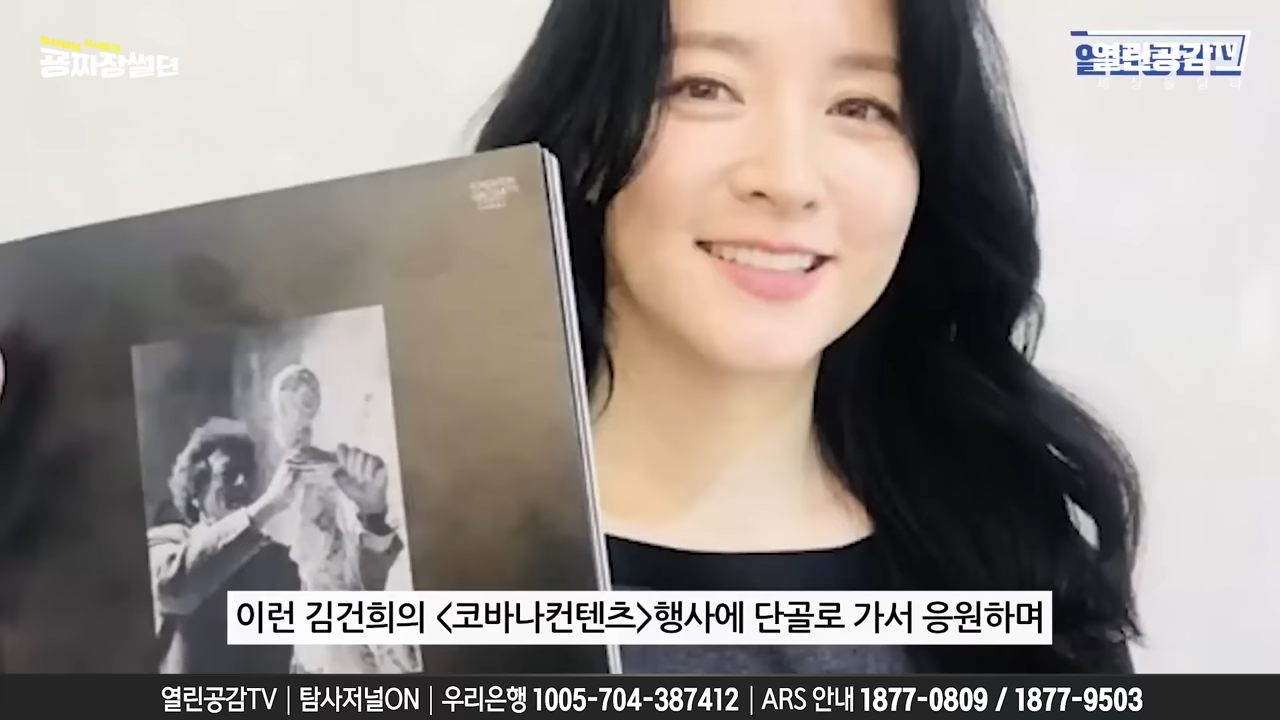 굥짜장썰뎐
열린공감TV
이런 김건희의 <코바나컨텐츠>행사에 단골로 가서 응원하며
열린공감TV | 탐사저널ON | 우리은행 1005-704-387412 | ARS 안내 1877-0809 / 1877-9503